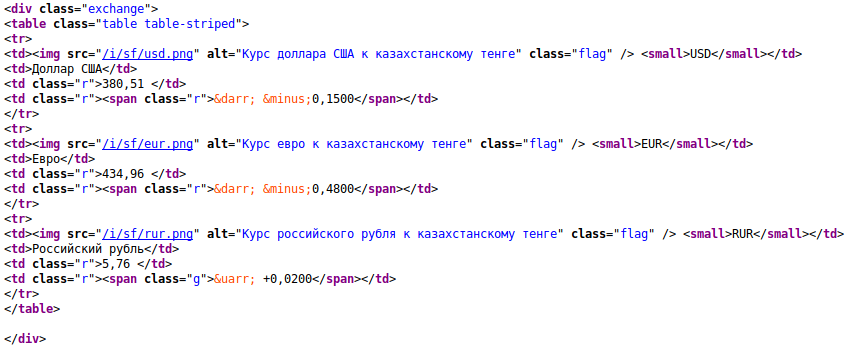 <div class="exchange">
<table class="table table-striped">
<tr>
<td><img src="/i/sf/usd.png" alt="Курс доллара США к казахстанскому тенге" class="flag" /> <small>USD</small></td>
<td>Доллар США</td>
<td class="r">380,51 </td>
<td class="r"><span class="r">&darr; &minus;0,1500</span></td>
</tr>
<tr>
<td><img src="/i/sf/eur.png" alt="Курс евро к казахстанскому тенге" class="flag" /> <small>EUR</small></td>
<td>Евро</td>
<td class="r">434,96 </td>
<td class="r"><span class="r">&darr; &minus;0,4800</span></td>
</tr>
<tr>
<td><img src="/i/sf/rur.png" alt="Курс российского рубля к казахстанскому тенге" class="flag" /> <small>RUR</small></td>
<td>Российский рубль</td>
<td class="r">5,76 </td>
<td class="r"><span class="g">&uarr; +0,0200</span></td>
</tr>
</table>

</div>